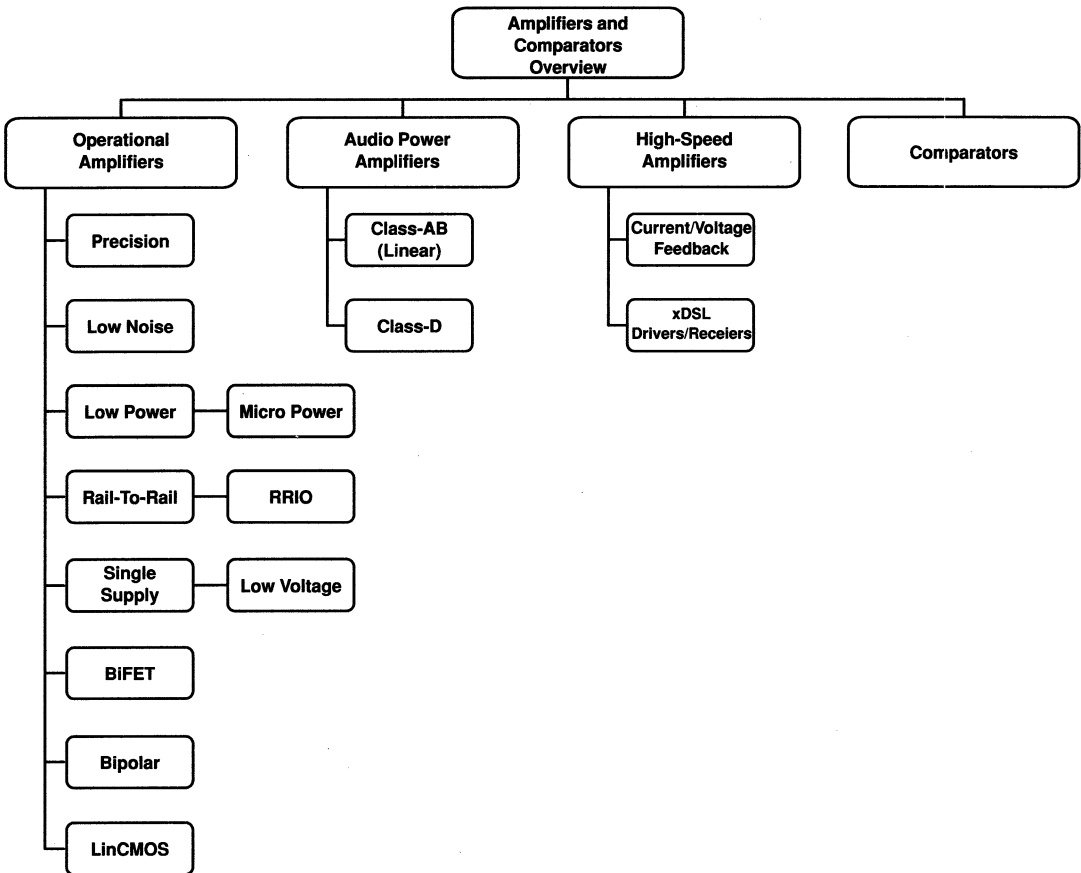 Amplifiers and
Comparators
Overview
Operational
Amplifiers
Audio Power
Amplifiers
High-Speed
Amplifiers
Comparators
Precision
Class-AB
(Linear)
Current/Voltage
Feedback
Low Noise
Class-D
xDSL
Drivers/Receiers
Low Power
Micro Power
Rail-To-Rail
RRIO
Single
Supply
Low Voltage
BiFET
Bipolar
LinCMOS